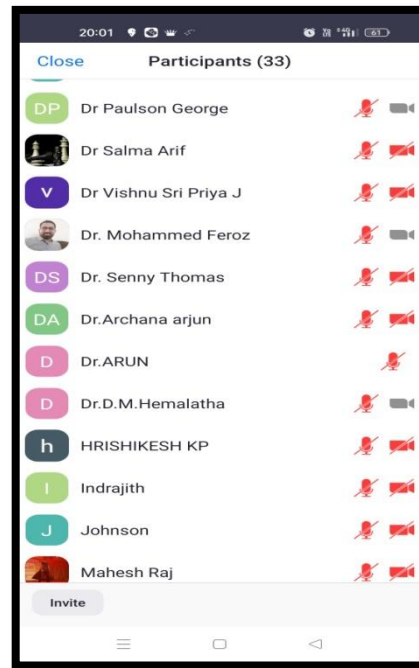 20:01 61
Close Participants (33)
DP Dr Paulson George
Dr Salma Arif
V Dr Vishnu Sri Priya J
Dr. Mohammed Feroz
DS Dr. Senny Thomas
DA Dr.Archana arjun
D Dr.ARUN
D Dr.D.M.Hemalatha
h HRISHIKESH KP
I Indrajith
J Johnson
Mahesh Raj
Invite